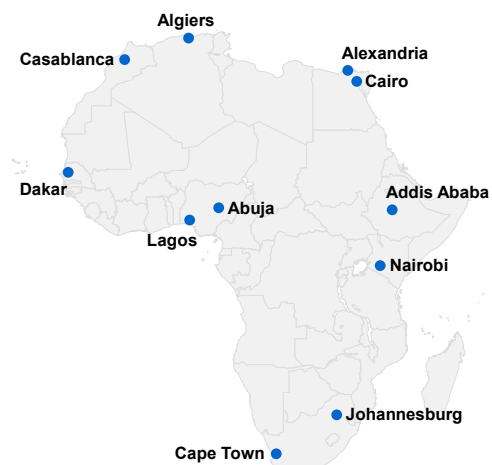 Algiers
Casablanca
Alexandria
Cairo
Dakar
Addis Ababa
Abuja
Lagos
Nairobi
Johannesburg
Cape Town